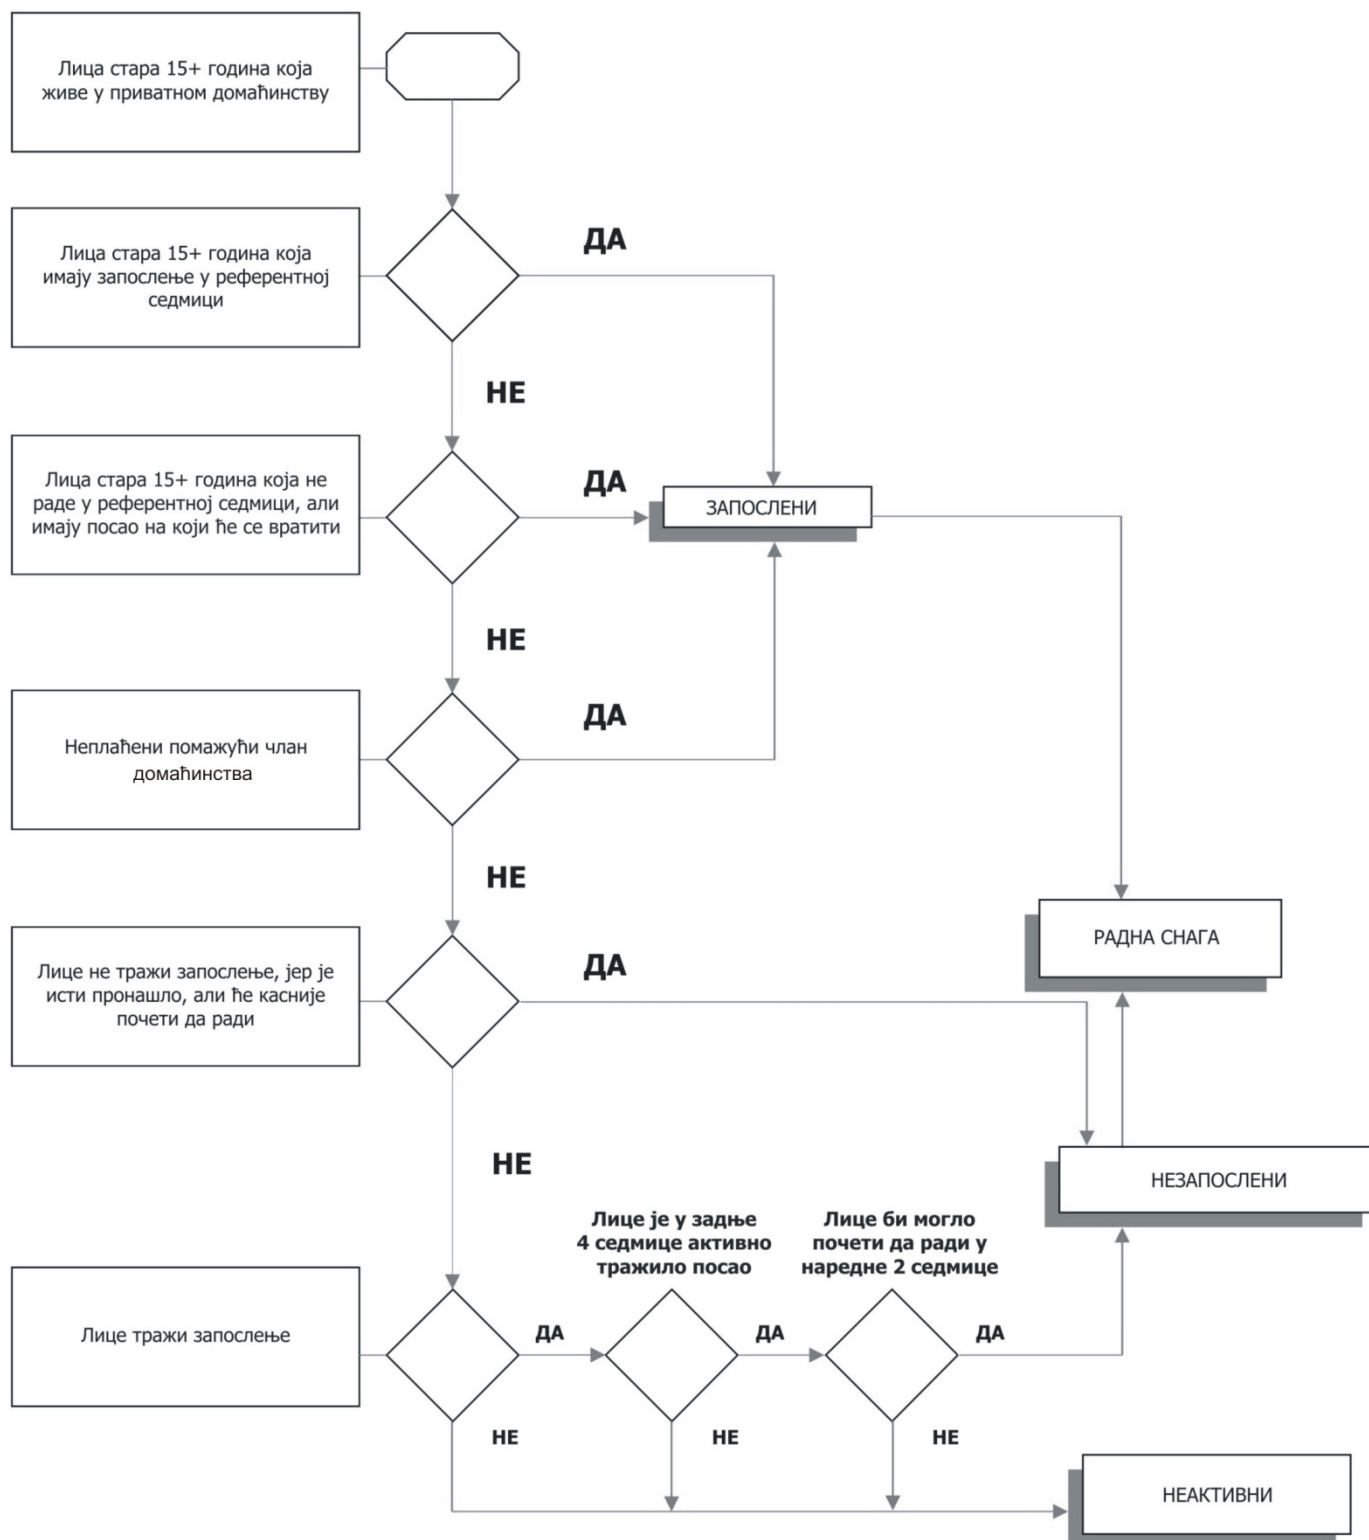 Лица стара 15+ година која
живе у приватном домаћинству
Лица стара 15+ година која
имају запослење у референтној
седмици
ДА
НЕ
Лица стара 15+ година која не
раде у референтној седмици, али
имају посао на који ће се вратити
ДА
ЗАПОСЛЕНИ
НЕ
Неплаћени помажући члан
домаћинства
ДА
НЕ
Лице не тражи запослење, јер је
исти пронашло, али ће касније
почети да ради
ДА
РАДНА СНАГА
НЕ
НЕЗАПОСЛЕНИ
Лице је у задње
4 седмице активно
тражило посао
Лице би могло
почети да ради у
наредне 2 седмице
Лице тражи запослење
ДА
ДА
ДА
НЕ
НЕ
НЕ
НЕАКТИВНИ